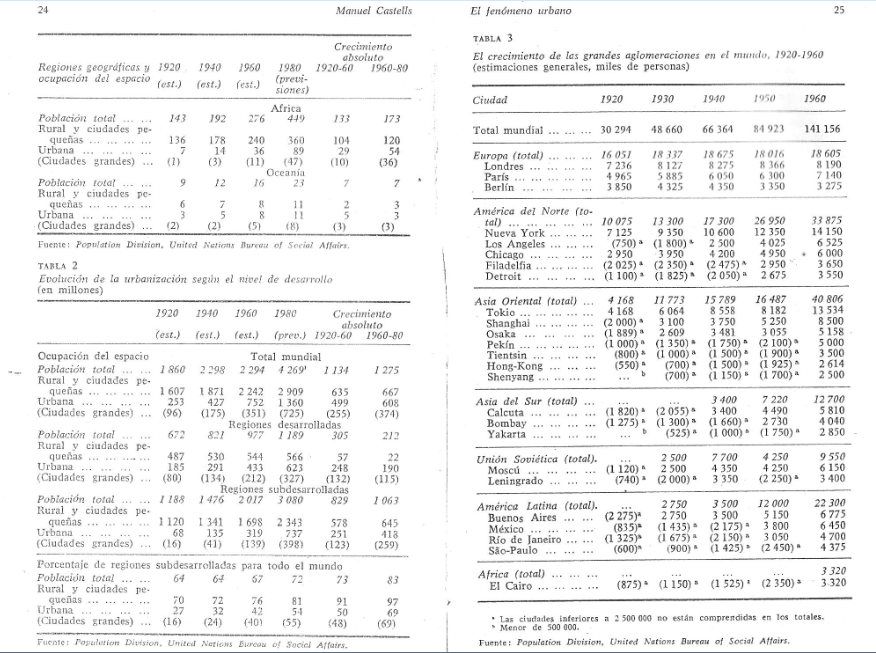 24 Manuel Castells
Crecimiento
absoluto
Regiones geográficas y 1920 1940 1960 1980 1920-60 1960-80
ocupación del espacio (est.) (est.) (est.) (previ-
siones)
Africa
Población total ... ... 143 192 276 449 133 173
Rural y ciudades pe-
queñas ... ... ... ... 136 178 240 360 104 120
Urbana ... ... ... ... 7 14 36 89 29 54
(Ciudades grandes) ... (1) (3) (11) (47) (10) (36)
Oceanía
Población total ... ... 9 12 16 23 7 7
Rural y ciudades pe-
queñas ... ... ... ... 6 7 8 11 2 3
Urbana ... ... ... ... 3 5 8 11 5 3
(Ciudades grandes) ... (2) (2) (5) (8) (3) (3)
Fuente: Population Division, United Nations Bureau of Social Affairs.
TABLA 2
Evolución de la urbanización según el nivel de desarrollo
(en millones)
1920 1940 1960 1980 Crecimiento
absoluto
(est.) (est.) (est.) (prev.) 1920-60 1960-80
Ocupación del espacio Total mundial
Población total ... ... 1 860 2 298 2 294 4 269¹ 1 134 1 275
Rural y ciudades pe-
queñas ... ... ... ... 1 607 1 871 2 242 2 909 635 667
Urbana ... ... ... ... 253 427 752 1 360 499 608
(Ciudades grandes) ... (96) (175) (351) (725) (255) (374)
Regiones desarrolladas
Población total ... ... 672 821 977 1 189 305 212
Rural y ciudades pe-
queñas ... ... ... ... 487 530 544 566 57 22
Urbana ... ... ... ... 185 291 433 623 248 190
(Ciudades grandes) ... (80) (134) (212) (327) (132) (115)
Regiones subdesarrolladas
Población total ... ... 1 188 1 476 2 017 3 080 829 1 063
Rural y ciudades pe-
queñas ... ... ... ... 1 120 1 341 1 698 2 343 578 645
Urbana ... ... ... ... 68 135 319 737 251 418
(Ciudades grandes) ... (16) (41) (139) (398) (123) (259)
Porcentaje de regiones subdesarrolladas para todo el mundo
Población total ... ... 64 64 67 72 73 83
Rural y ciudades pe-
queñas ... ... ... ... 70 72 76 81 91 97
Urbana ... ... ... ... 27 32 42 54 50 69
(Ciudades grandes) ... (16) (24) (40) (55) (48) (69)
Fuente: Population Division, United Nations Bureau of Social Affairs.
El fenómeno urbano 25
TABLA 3
El crecimiento de las grandes aglomeraciones en el mundo, 1920-1960
(estimaciones generales, miles de personas)
Ciudad 1920 1930 1940 1950 1960
Total mundial ... ... ... 30 294 48 660 66 364 84 923 141 156
Europa (total) ... ... ... 16 051 18 337 18 675 18 016 18 605
Londres ... ... ... ... 7 236 8 127 8 275 8 366 8 190
París ... ... ... ... ... 4 965 5 885 6 050 6 300 7 140
Berlín ... ... ... ... ... 3 850 4 325 4 350 3 350 3 275
América del Norte (to-
tal) ... ... ... ... ... 10 075 13 300 17 300 26 950 33 875
Nueva York ... ... ... 7 125 9 350 10 600 12 350 14 150
Los Angeles ... ... ... (750) ª (1 800) ª 2 500 4 025 6 525
Chicago ... ... ... ... 2 950 3 950 4 200 4 950 6 000
Filadelfia ... ... ... ... (2 025) ª (2 350) ª (2 475) ª 2 950 3 650
Detroit ... ... ... ... (1 100) ª (1 825) ª (2 050) ª 2 675 3 550
Asia Oriental (total) ... 4 168 11 773 15 789 16 487 40 806
Tokio ... ... ... ... ... 4 168 6 064 8 558 8 182 13 534
Shanghai ... ... ... ... (2 000) ª 3 100 3 750 5 250 8 500
Osaka ... ... ... ... (1 889) ª 2 609 3 481 3 055 5 158
Pekín ... ... ... ... ... (1 000) ª (1 350) ª (1 750) ª (2 100) ª 5 000
Tientsin ... ... ... ... (800) ª (1 000) ª (1 500) ª (1 900) ª 3 500
Hong-Kong ... ... ... (550) ª (700) ª (1 500) ª (1 925) ª 2 614
Shenyang ... ... ... ... ... ᵇ (700) ª (1 150) ª (1 700) ª 2 500
Asia del Sur (total) ... ... ... 3 400 7 220 12 700
Calcuta ... ... ... ... (1 820) ª (2 055) ª 3 400 4 490 5 810
Bombay ... ... ... ... (1 275) ª (1 300) ª (1 660) ª 2 730 4 040
Yakarta ... ... ... ... ... ᵇ (525) ª (1 000) ª (1 750) ª 2 850
Unión Soviética (total). ... 2 500 7 700 4 250 9 550
Moscú ... ... ... ... (1 120) ª 2 500 4 350 4 250 6 150
Leningrado ... ... ... (740) ª (2 000) ª 3 350 (2 250) ª 3 400
América Latina (total). ... 2 750 3 500 12 000 22 300
Buenos Aires ... ... (2 275) ª 2 750 3 500 5 150 6 775
México ... ... ... ... (835) ª (1 435) ª (2 175) ª 3 800 6 450
Río de Janeiro ... ... (1 325) ª (1 675) ª (2 150) ª 3 050 4 700
São-Paulo ... ... ... (600) ª (900) ª (1 425) ª (2 450) ª 4 375
Africa (total) ... ... ... ... ... ... ... 3 320
El Cairo ... ... ... ... (875) ª (1 150) ª (1 525) ª (2 350) ª 3 320
ª Las ciudades inferiores a 2 500 000 no están comprendidas en los totales.
ᵇ Menor de 500 000.
Fuente: Population Division, United Nations Bureau of Social Affairs.